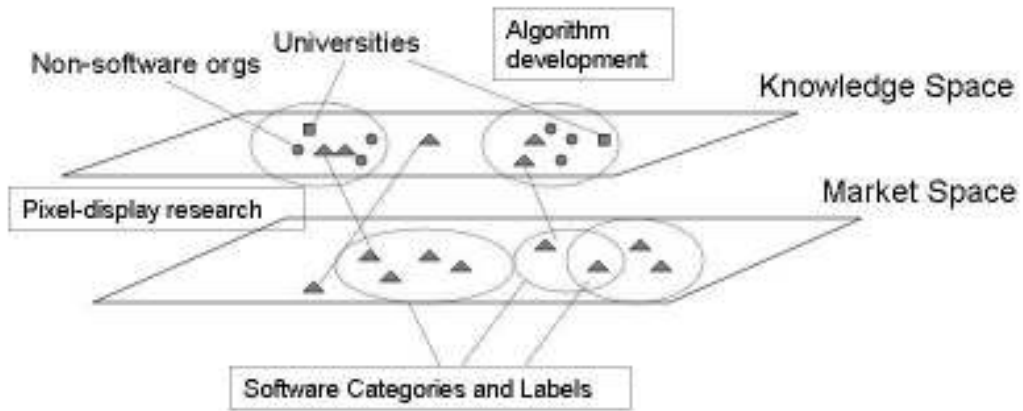 Universities
Algorithm
development
Non-software orgs
Knowledge Space
Pixel-display research
Market Space
Software Categories and Labels